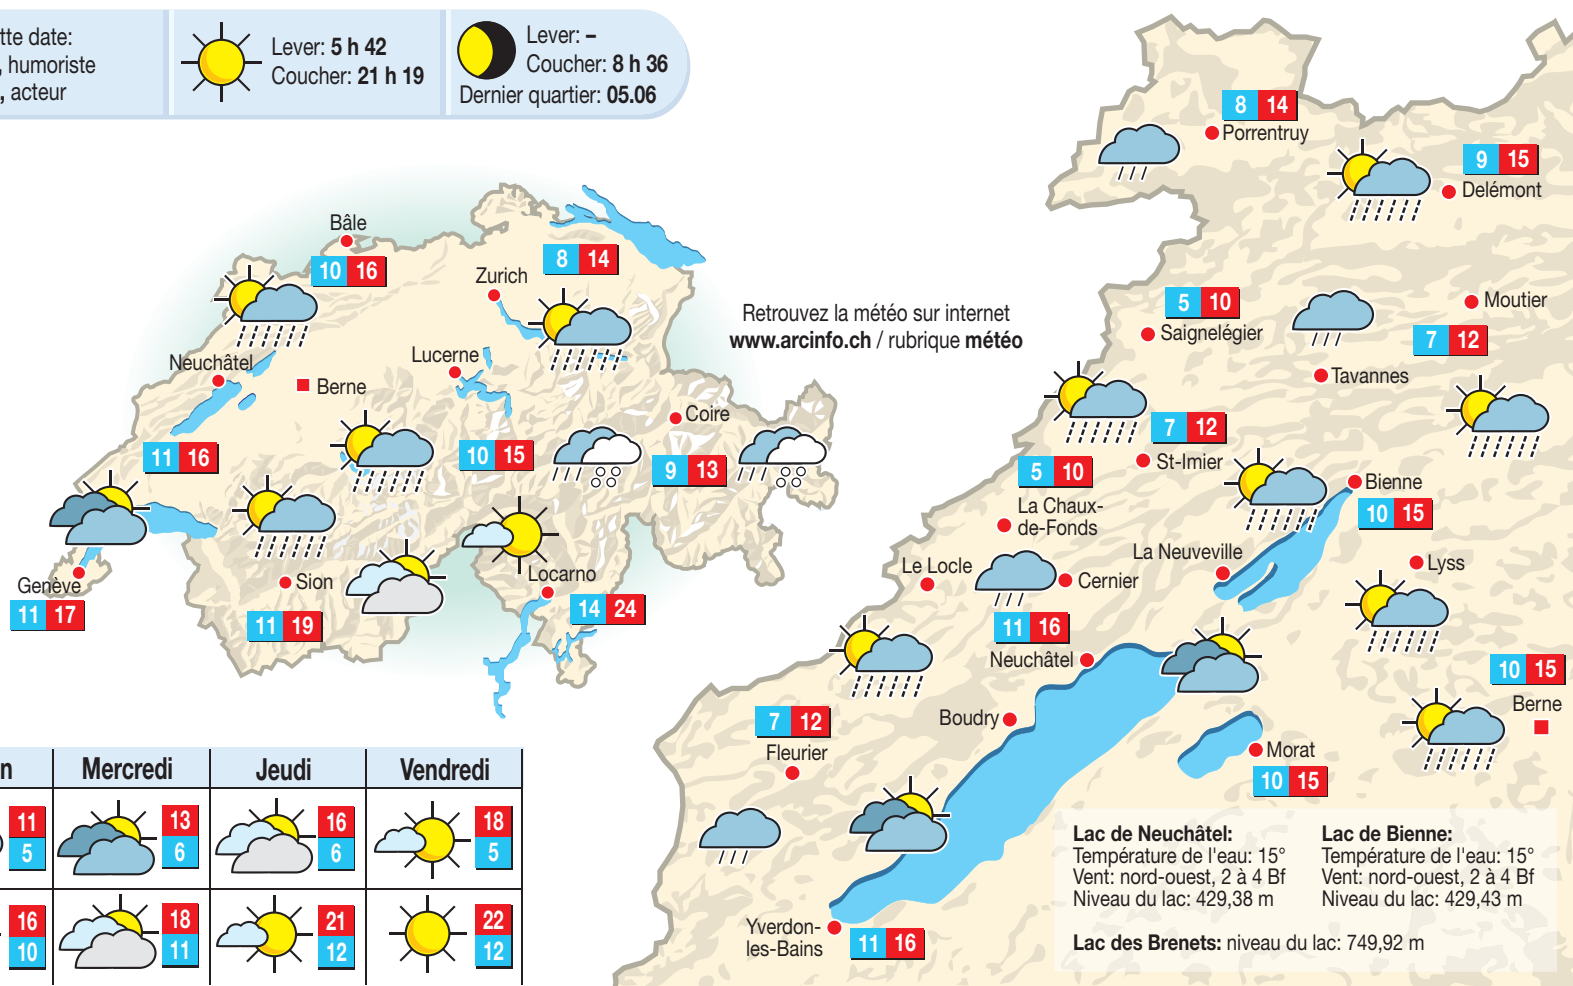 tte date:
, humoriste
, acteur
Lever: 5 h 42
Coucher: 21 h 19
Lever: –
Coucher: 8 h 36
Dernier quartier: 05.06
Bâle
10 16
Zurich
8 14
Neuchâtel
Berne
Lucerne
Coire
11 16
10 15
9 13
Genève
11 17
Sion
11 19
Locarno
14 24
Retrouvez la météo sur internet
www.arcinfo.ch / rubrique météo
8 14
Porrentruy
9 15
Delémont
5 10
Saignelégier
Moutier
7 12
Tavannes
7 12
St-Imier
5 10
La Chaux-
de-Fonds
Bienne
10 15
La Neuveville
Le Locle
Cernier
Lyss
11 16
Neuchâtel
10 15
Berne
Boudry
7 12
Fleurier
Morat
10 15
Yverdon-
les-Bains
11 16
n
Mercredi
Jeudi
Vendredi
11
5
13
6
16
6
18
5
16
10
18
11
21
12
22
12
Lac de Neuchâtel:
Température de l'eau: 15°
Vent: nord-ouest, 2 à 4 Bf
Niveau du lac: 429,38 m
Lac de Bienne:
Température de l'eau: 15°
Vent: nord-ouest, 2 à 4 Bf
Niveau du lac: 429,43 m
Lac des Brenets: niveau du lac: 749,92 m